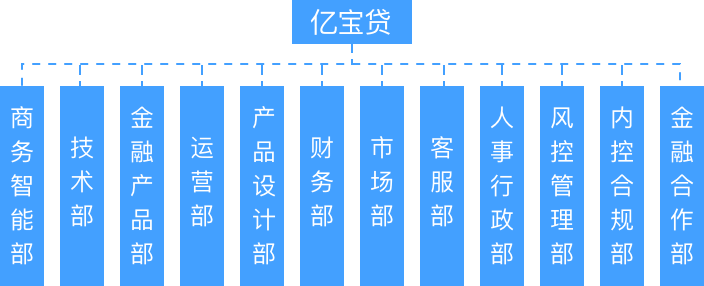 亿宝贷
商务智能部
技术部
金融产品部
运营部
产品设计部
财务部
市场部
客服部
人事行政部
风控管理部
内控合规部
金融合作部